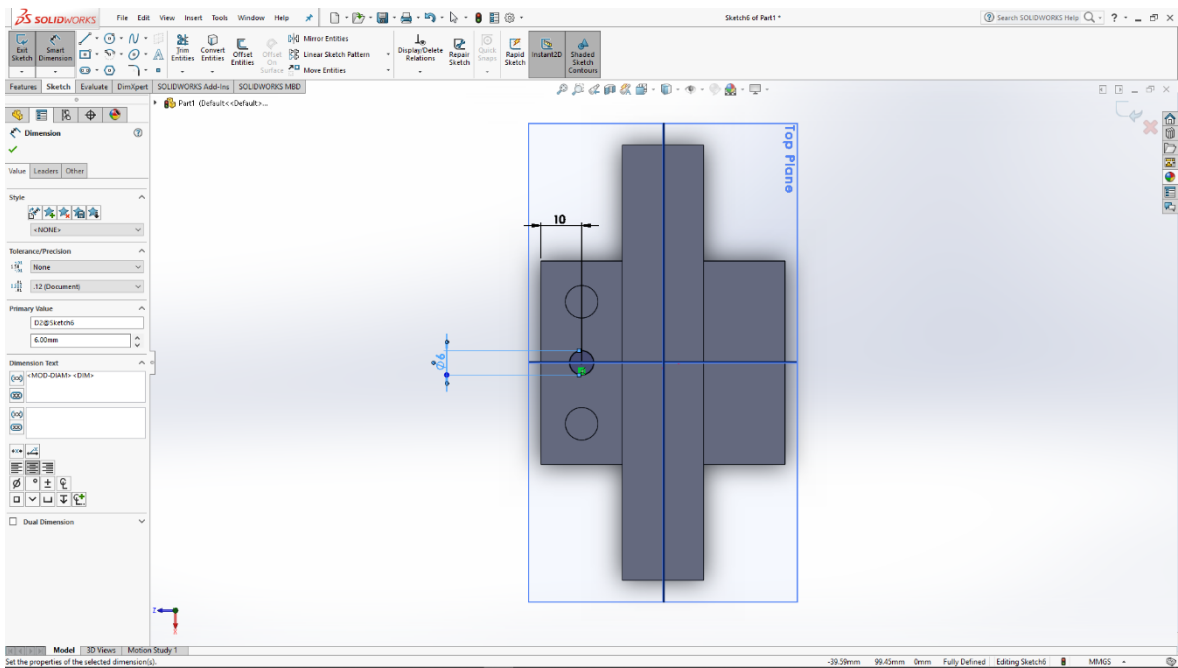 SOLIDWORKS File Edit View Insert Tools Window Help Sketch6 of Part1 * Search SOLIDWORKS Help
Exit Sketch Smart Dimension Trim Entities Convert Entities Offset Entities Offset On Surface Mirror Entities Linear Sketch Pattern Move Entities Display/Delete Relations Repair Sketch Quick Snaps Rapid Sketch Instant2D Shaded Sketch Contours
Features Sketch Evaluate DimXpert SOLIDWORKS Add-Ins SOLIDWORKS MBD
Part1 (Default<<Default>...
Dimension
Value Leaders Other
Top Plane
Style
<NONE>
10
Tolerance/Precision
None
.12 (Document)
Primary Value
D2@Sketch6
6.00mm
Ø6
Dimension Text
<MOD-DIAM><DIM>
Dual Dimension
Z
X
Model 3D Views Motion Study 1
Set the properties of the selected dimension(s). -39.59mm 99.45mm 0mm Fully Defined Editing Sketch6 MMGS